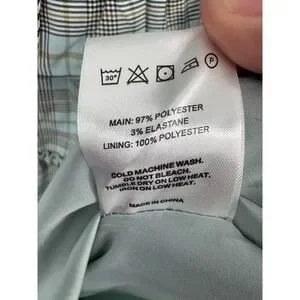 30°
P
MAIN: 97% POLYESTER
3% ELASTANE
LINING: 100% POLYESTER
COLD MACHINE WASH.
DO NOT BLEACH.
TUMBLE DRY ON LOW HEAT.
IRON ON LOW HEAT.
MADE IN CHINA